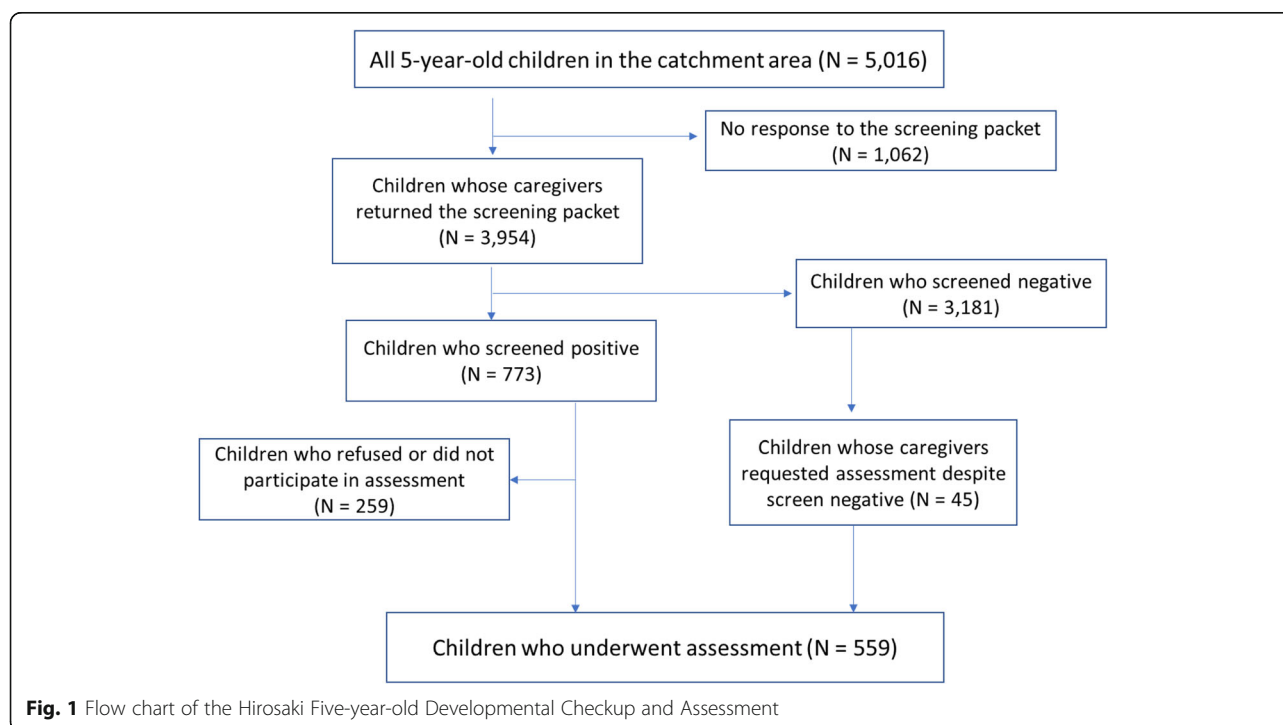 All 5-year-old children in the catchment area (N = 5,016)
No response to the screening packet
(N = 1,062)
Children whose caregivers
returned the screening packet
(N = 3,954)
Children who screened negative
(N = 3,181)
Children who screened positive
(N = 773)
Children who refused or did not
participate in assessment
(N = 259)
Children whose caregivers
requested assessment despite
screen negative (N = 45)
Children who underwent assessment (N = 559)
Fig. 1 Flow chart of the Hirosaki Five-year-old Developmental Checkup and Assessment